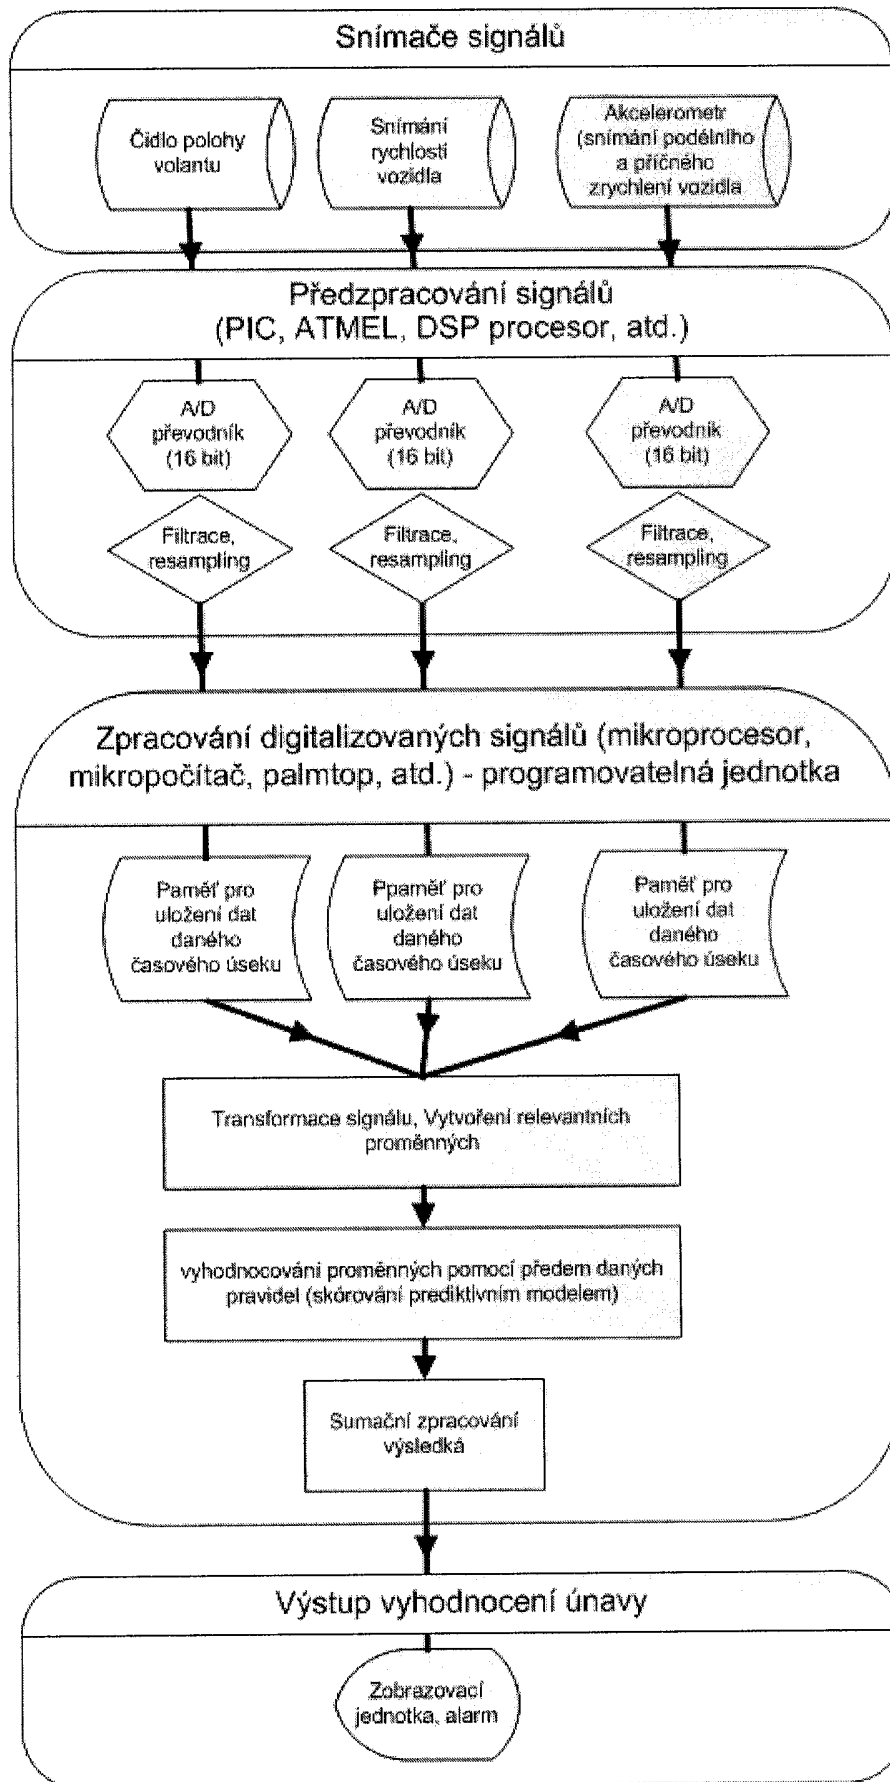 Snímače signálů
Čidlo polohy
volantu
Snímání
rychlosti
vozidla
Akcelerometr
(snímání podélního
a příčného
zrychlení vozidla
Předzpracování signálů
(PIC, ATMEL, DSP procesor, atd.)
A/D
převodník
(16 bit)
A/D
převodník
(16 bit)
A/D
převodník
(16 bit)
Filtrace,
resampling
Filtrace,
resampling
Filtrace,
resampling
Zpracování digitalizovaných signálů (mikroprocesor,
mikropočítač, palmtop, atd.) - programovatelná jednotka
Paměť pro
uložení dat
daného
časového úseku
Ppaměť pro
uložení dat
daného
časového úseku
Paměť pro
uložení dat
daného
časového úseku
Transformace signálu, Vytvoření relevantních
proměnných
vyhodnocování proměnných pomocí předem daných
pravidel (skórování prediktivním modelem)
Sumační zpracování
výsledká
Výstup vyhodnocení únavy
Zobrazovací
jednotka, alarm